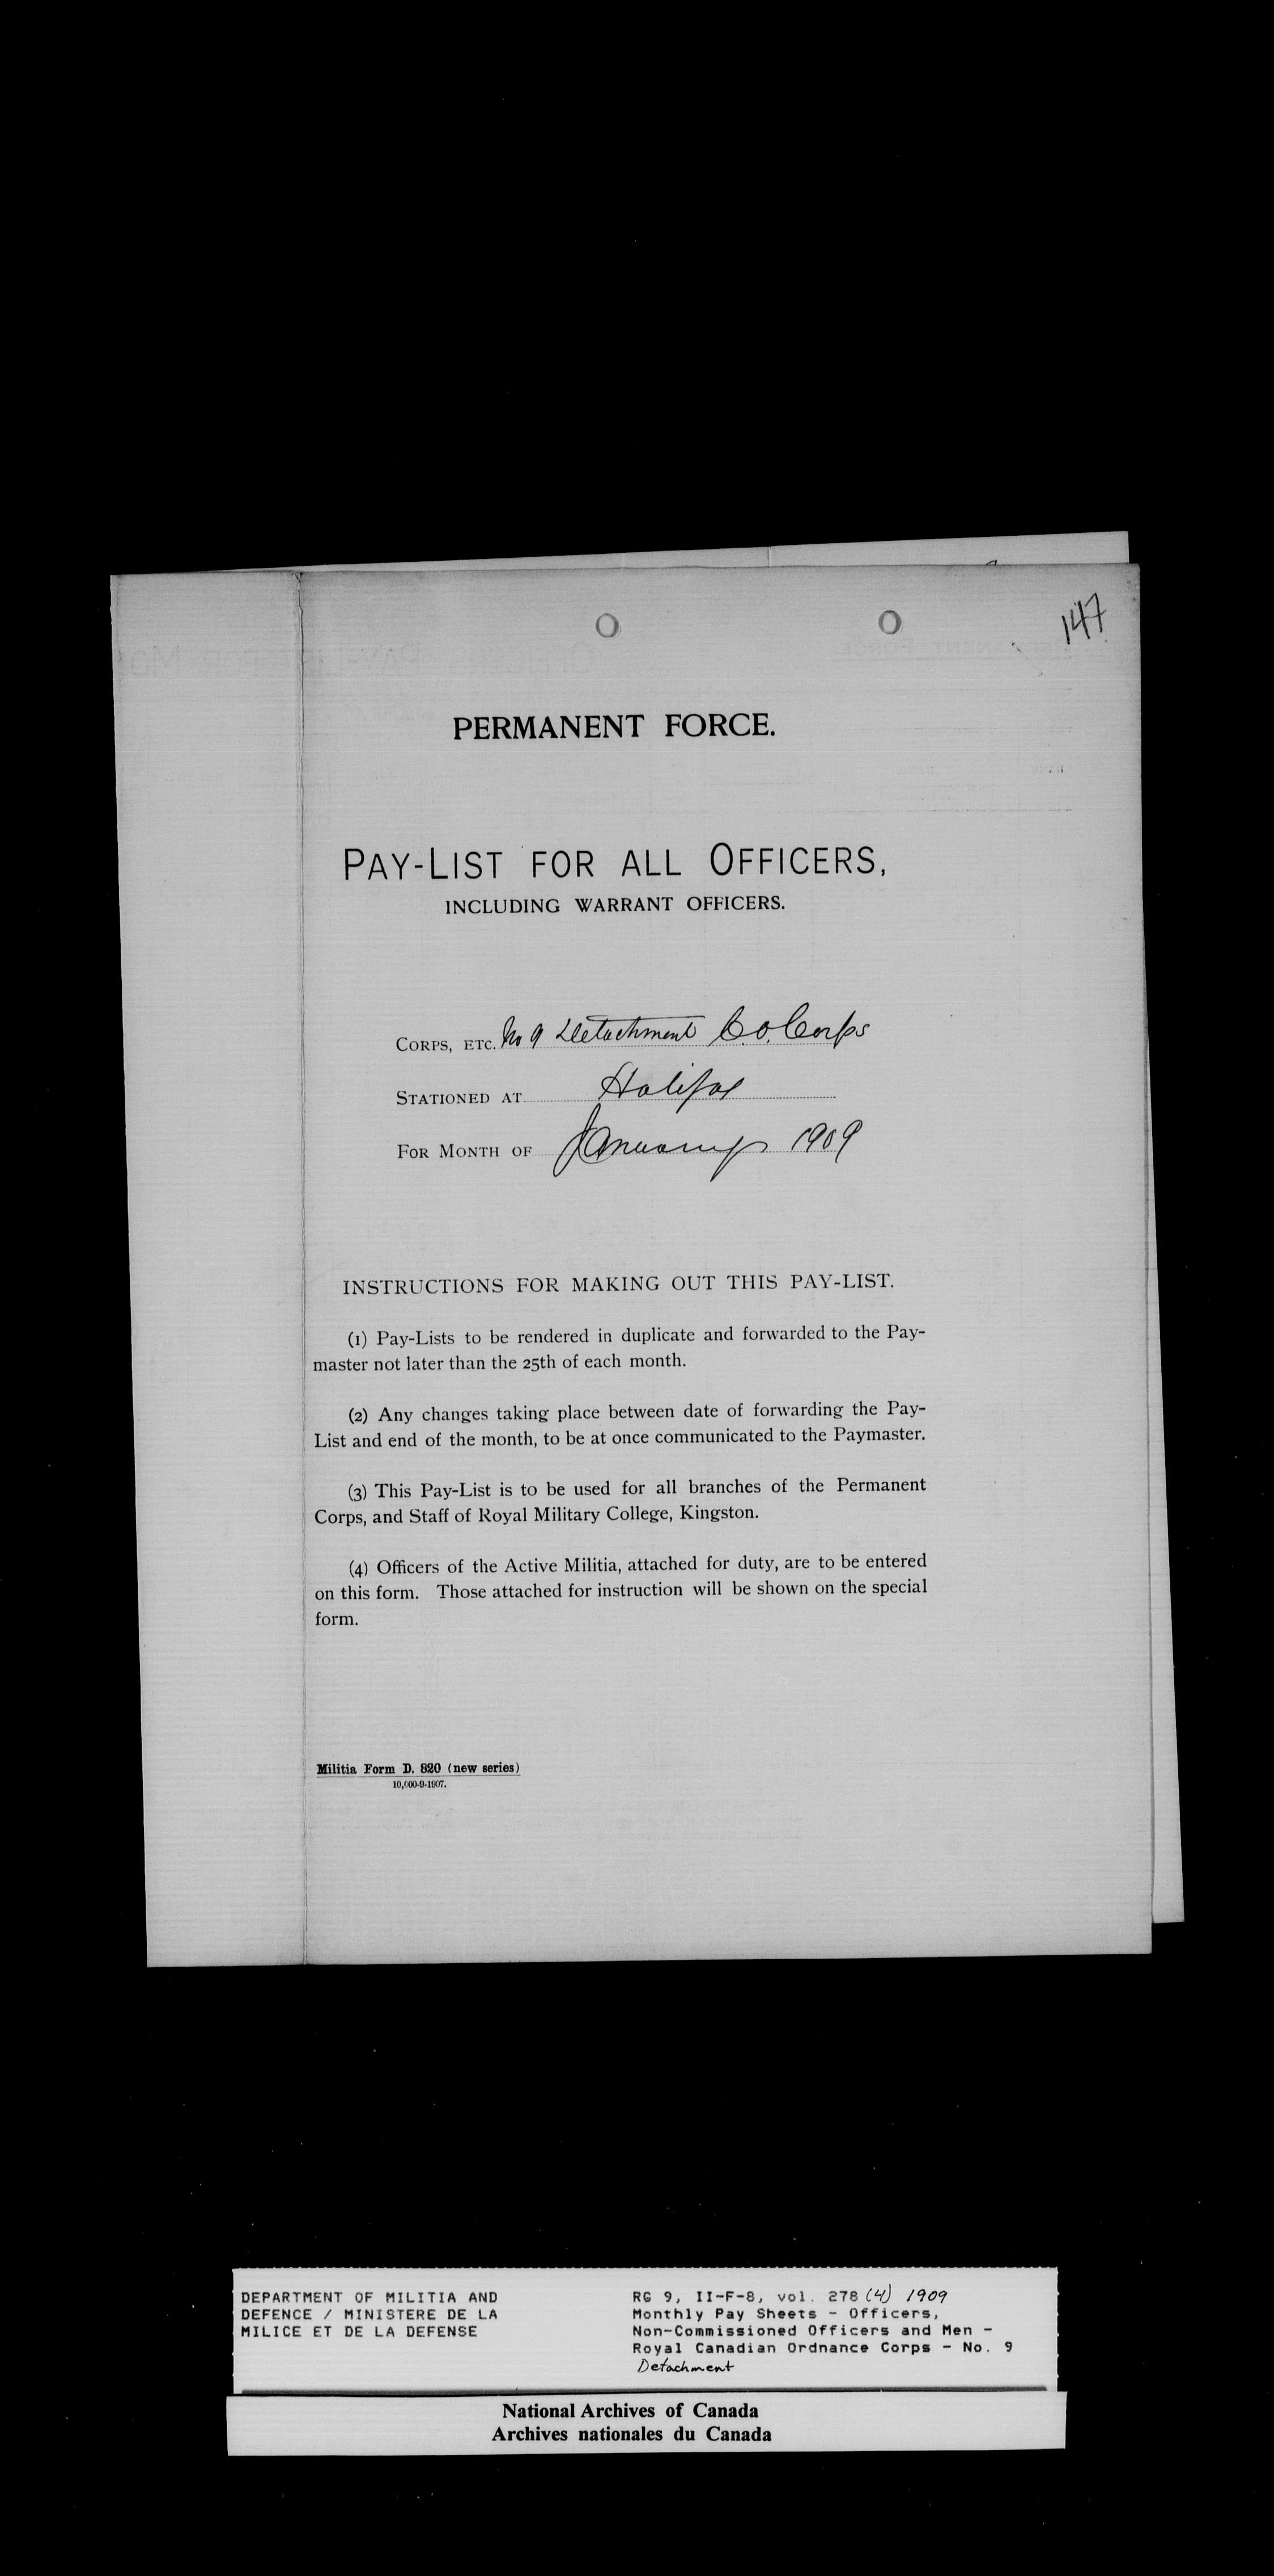 147
PERMANENT FORCE.
PAY-LIST FOR ALL OFFICERS,
INCLUDING WARRANT OFFICERS.
CORPS, ETC. No 9 Detachment C.O. Corps
STATIONED AT Halifax
FOR MONTH OF January 1909
INSTRUCTIONS FOR MAKING OUT THIS PAY-LIST.
(1) Pay-Lists to be rendered in duplicate and forwarded to the Pay-
master not later than the 25th of each month.
(2) Any changes taking place between date of forwarding the Pay-
List and end of the month, to be at once communicated to the Paymaster.
(3) This Pay-List is to be used for all branches of the Permanent
Corps, and Staff of Royal Military College, Kingston.
(4) Officers of the Active Militia, attached for duty, are to be entered
on this form. Those attached for instruction will be shown on the special
form.
Militia Form D. 820 (new series)
10,000-9-1907.
DEPARTMENT OF MILITIA AND
DEFENCE / MINISTERE DE LA
MILICE ET DE LA DEFENSE
RG 9, II-F-8, vol. 278 (4) 1909
Monthly Pay Sheets - Officers,
Non-Commissioned Officers and Men -
Royal Canadian Ordnance Corps - No. 9
Detachment
National Archives of Canada
Archives nationales du Canada